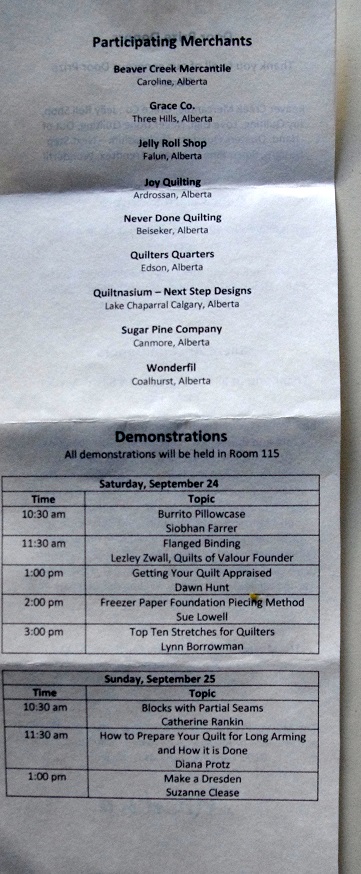 Participating Merchants
Beaver Creek Mercantile
Caroline, Alberta
Grace Co.
Three Hills, Alberta
Jelly Roll Shop
Falun, Alberta
Joy Quilting
Ardrossan, Alberta
Never Done Quilting
Beiseker, Alberta
Quilters Quarters
Edson, Alberta
Quiltnasium – Next Step Designs
Lake Chaparral Calgary, Alberta
Sugar Pine Company
Canmore, Alberta
Wonderfil
Coalhurst, Alberta
Demonstrations
All demonstrations will be held in Room 115
Saturday, September 24
Time Topic
10:30 am Burrito Pillowcase
Siobhan Farrer
11:30 am Flanged Binding
Lezley Zwall, Quilts of Valour Founder
1:00 pm Getting Your Quilt Appraised
Dawn Hunt
2:00 pm Freezer Paper Foundation Piecing Method
Sue Lowell
3:00 pm Top Ten Stretches for Quilters
Lynn Borrowman
Sunday, September 25
Time Topic
10:30 am Blocks with Partial Seams
Catherine Rankin
11:30 am How to Prepare Your Quilt for Long Arming
and How it is Done
Diana Protz
1:00 pm Make a Dresden
Suzanne Clease